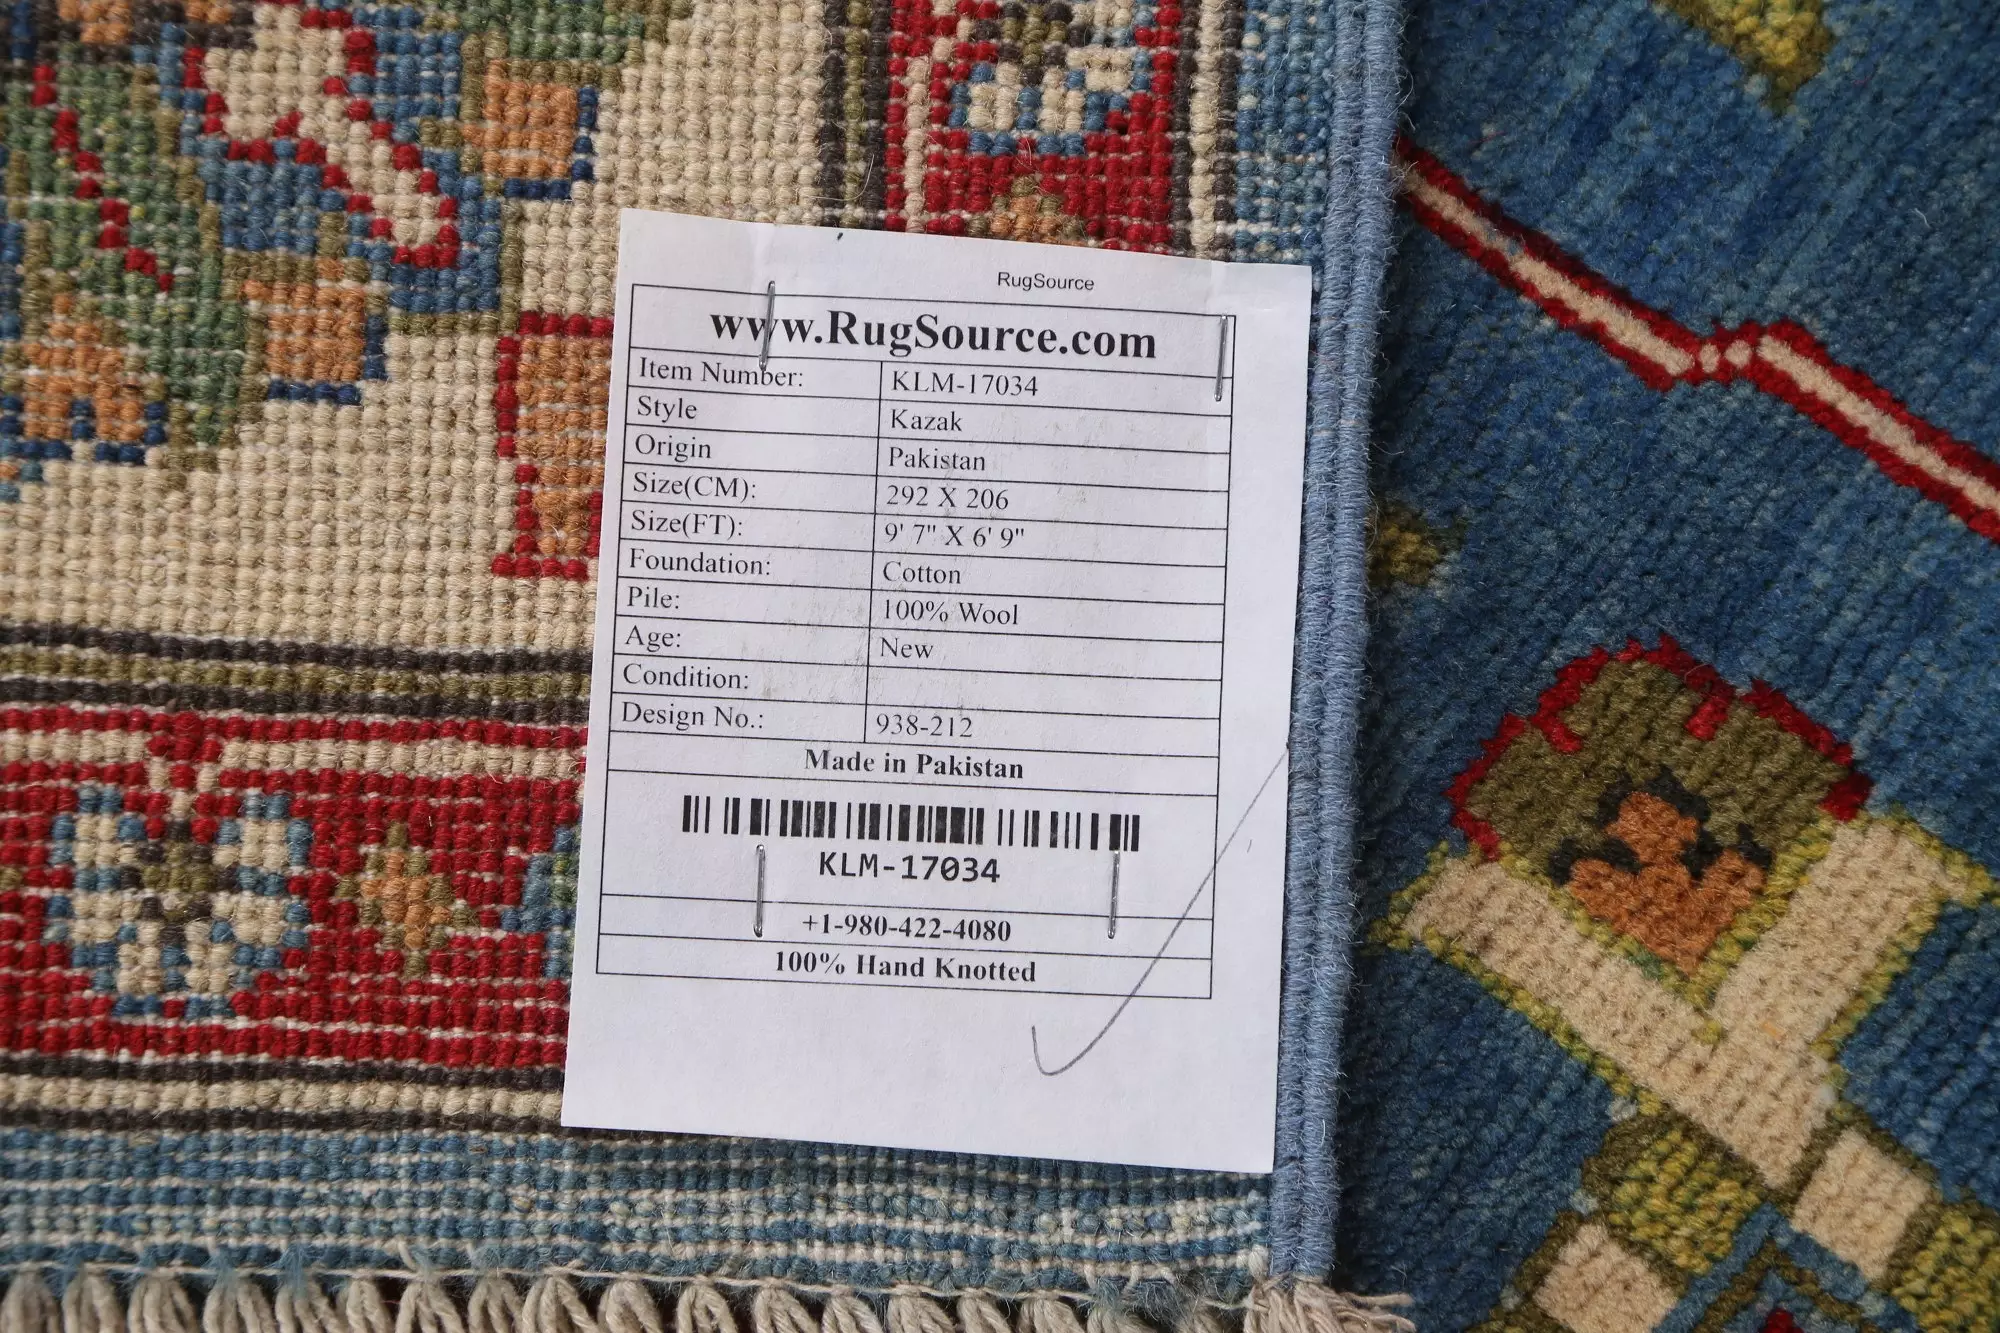 RugSource
www.RugSource.com
Item Number: KLM-17034
Style Kazak
Origin Pakistan
Size(CM): 292 X 206
Size(FT): 9' 7" X 6' 9"
Foundation: Cotton
Pile: 100% Wool
Age: New
Condition:
Design No.: 938-212
Made in Pakistan
KLM-17034
+1-980-422-4080
100% Hand Knotted